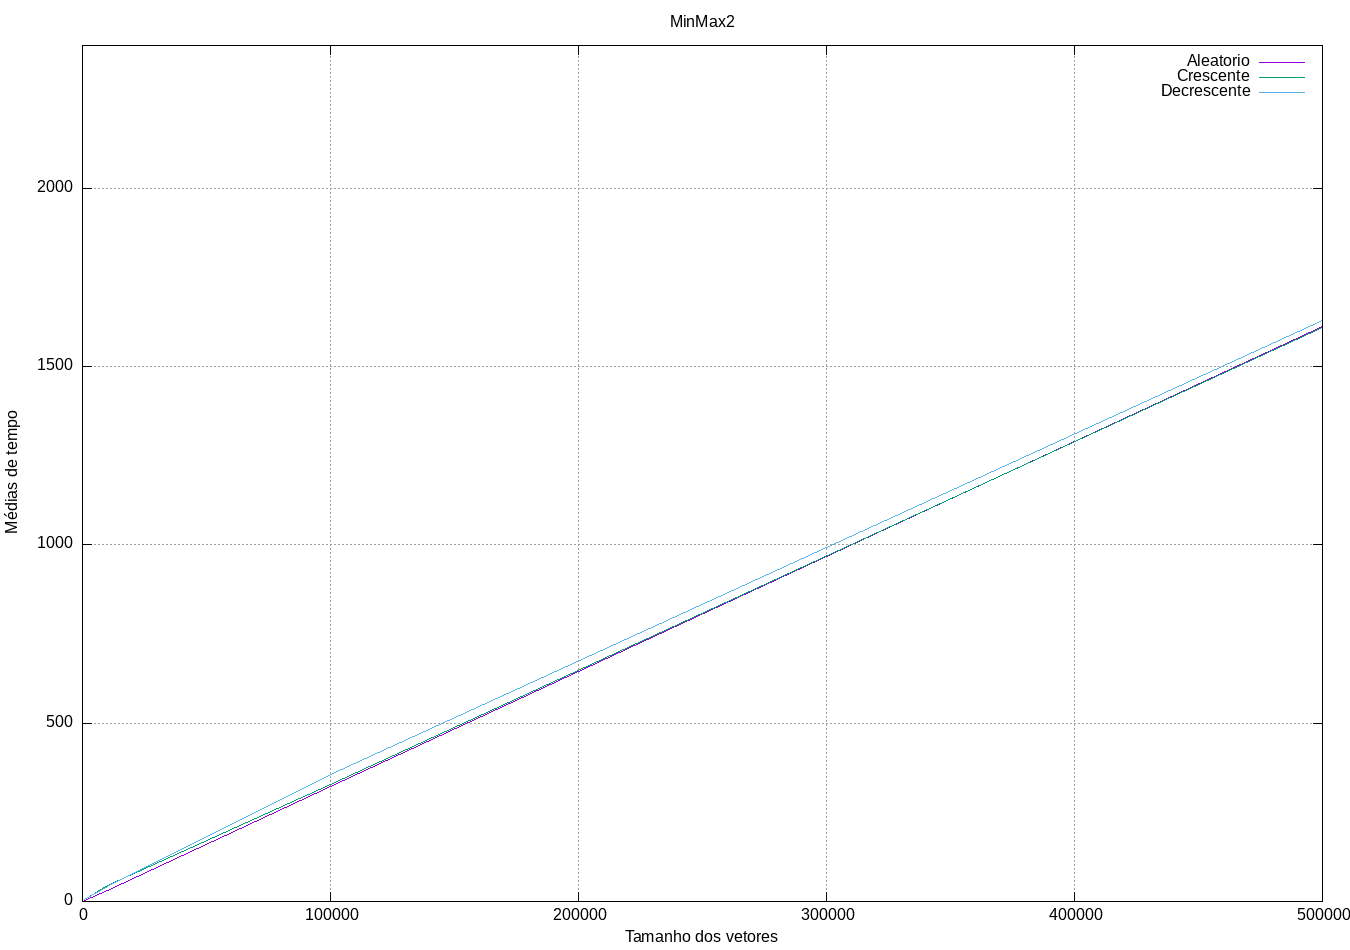 MinMax2
Aleatorio
Crescente
Decrescente
2000
1500
1000
500
0
Médias de tempo
0 100000 200000 300000 400000 500000
Tamanho dos vetores